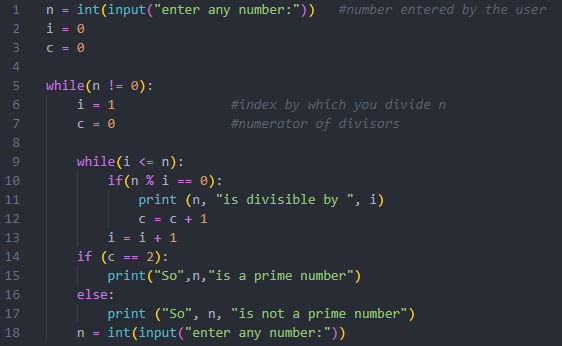 1 n = int(input("enter any number:")) #number entered by the user
2 i = 0
3 c = 0
4
5 while(n != 0):
6 i = 1 #index by which you divide n
7 c = 0 #numerator of divisors
8
9 while(i <= n):
10 if(n % i == 0):
11 print (n, "is divisible by ", i)
12 c = c + 1
13 i = i + 1
14 if (c == 2):
15 print("So",n,"is a prime number")
16 else:
17 print ("So", n, "is not a prime number")
18 n = int(input("enter any number:"))